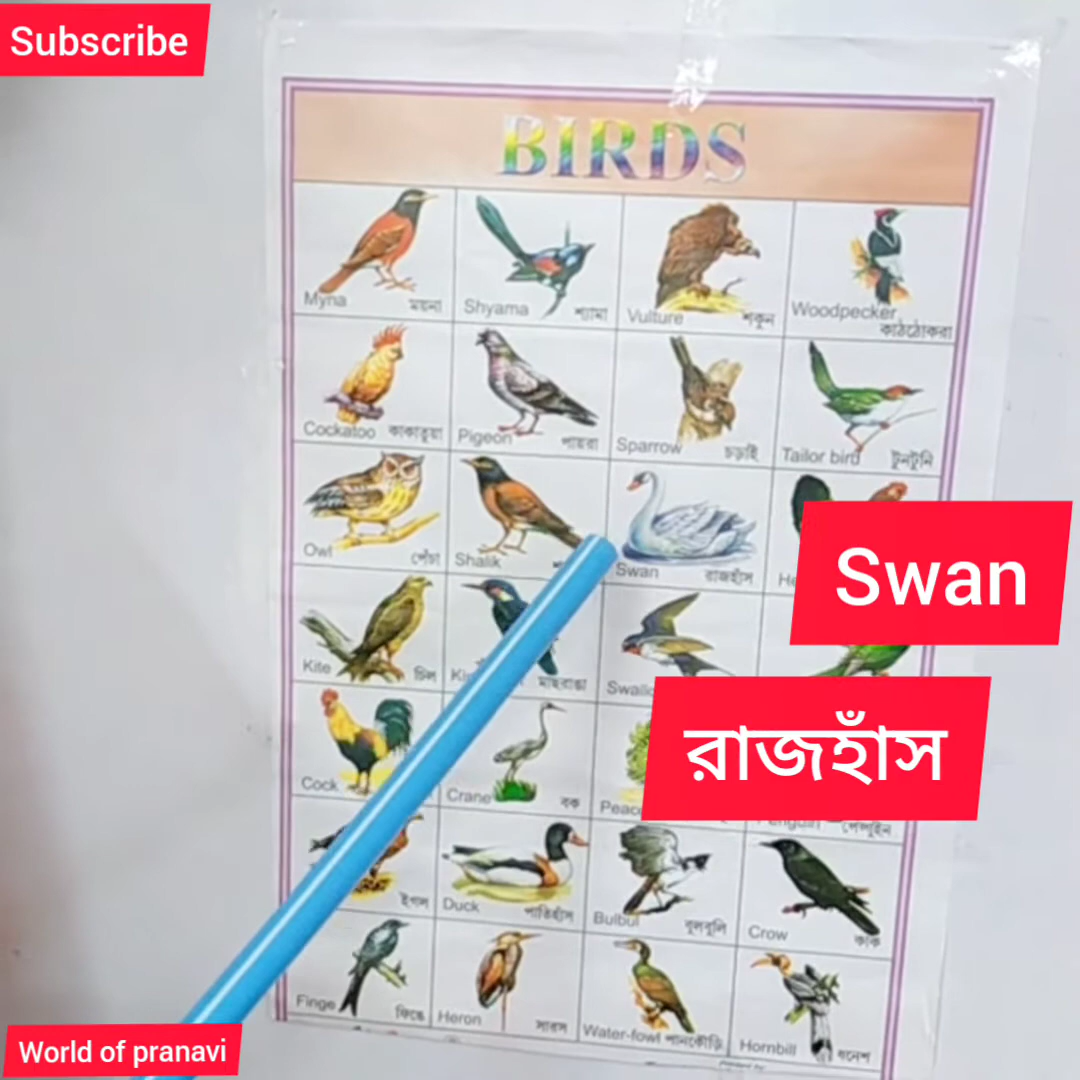 Subscribe
BIRDS
Myna ময়না
Shyama শ্যামা
Vulture শকুন
Woodpecker কাঠঠোকরা
Cockatoo কাকাতুয়া
Pigeon পায়রা
Sparrow চড়াই
Tailor bird টুনটুনি
Owl পেঁচা
Shalik
Swan রাজহাঁস
Swan
Kite চিল
মাছরাঙা
রাজহাঁস
Cock
Crane বক
Penguin পেঙ্গুইন
ইগল
Duck পাতিহাঁস
Bulbul বুলবুলি
Crow কাক
Finge ফিঙে
Heron সারস
Water-fowl পানকৌড়ি
Hornbill ধনেশ
World of pranavi